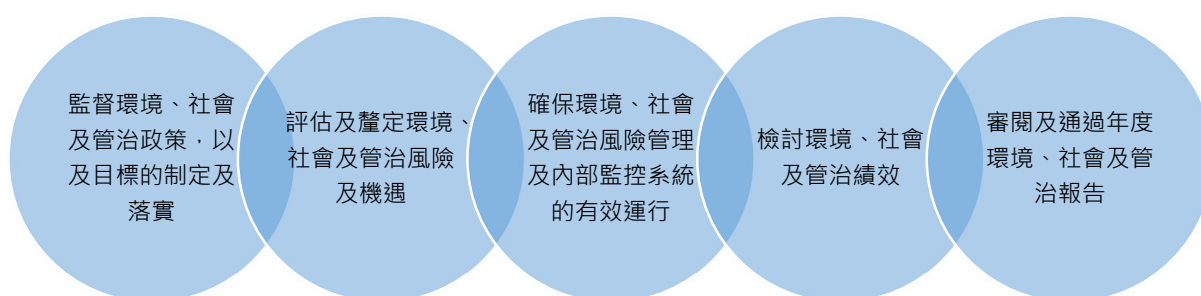 監督環境、社會
及管治政策，以
及目標的制定及
落實
評估及釐定環境、
社會及管治風險
及機遇
確保環境、社會
及管治風險管理
及內部監控系統
的有效運行
檢討環境、社會
及管治績效
審閱及通過年度
環境、社會及管
治報告